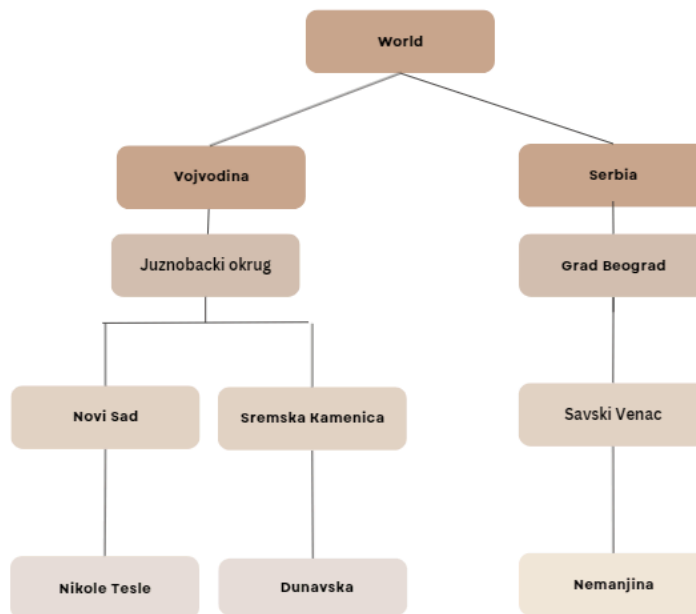 World
Vojvodina
Serbia
Juznobacki okrug
Grad Beograd
Novi Sad
Sremska Kamenica
Savski Venac
Nikole Tesle
Dunavska
Nemanjina